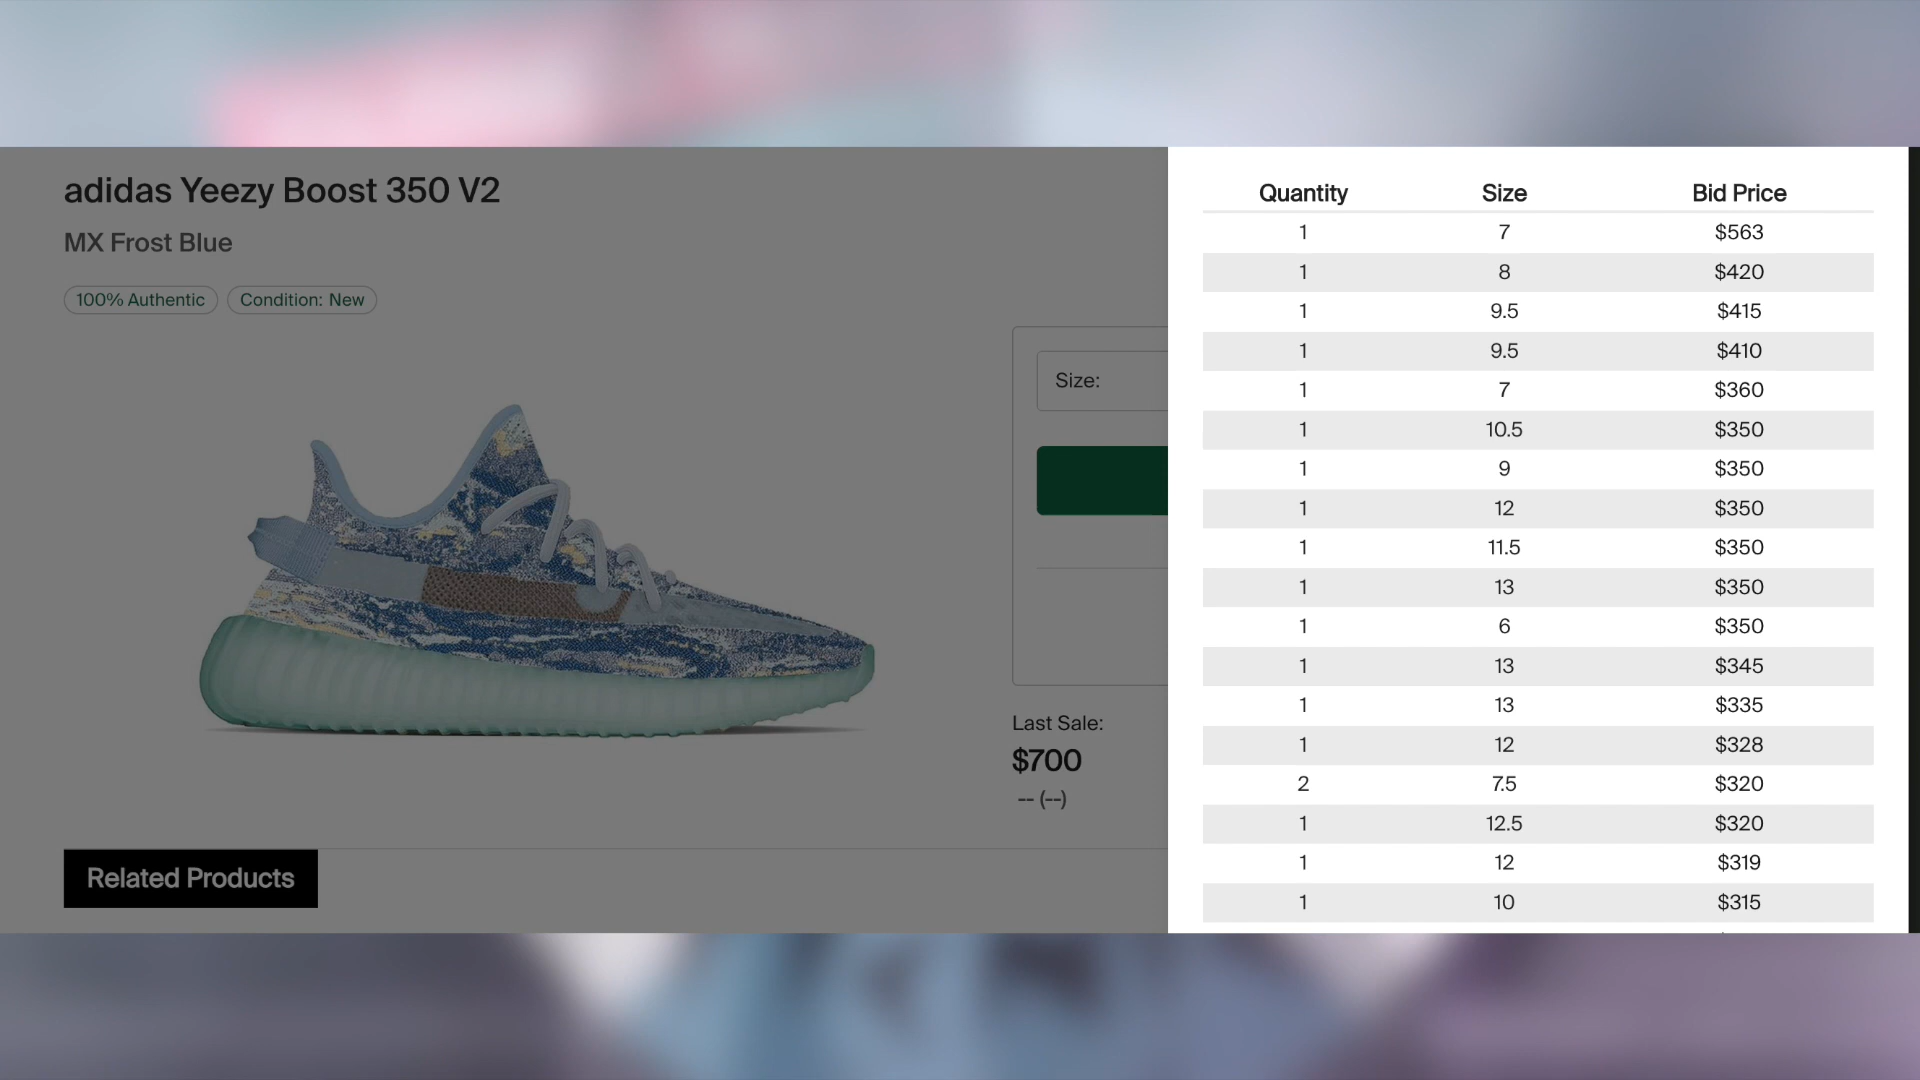 adidas Yeezy Boost 350 V2
MX Frost Blue
100% Authentic
Condition: New
Size:
Last Sale:
$700
-- (--)
Related Products
Quantity Size Bid Price
1 7 $563
1 8 $420
1 9.5 $415
1 9.5 $410
1 7 $360
1 10.5 $350
1 9 $350
1 12 $350
1 11.5 $350
1 13 $350
1 6 $350
1 13 $345
1 13 $335
1 12 $328
2 7.5 $320
1 12.5 $320
1 12 $319
1 10 $315